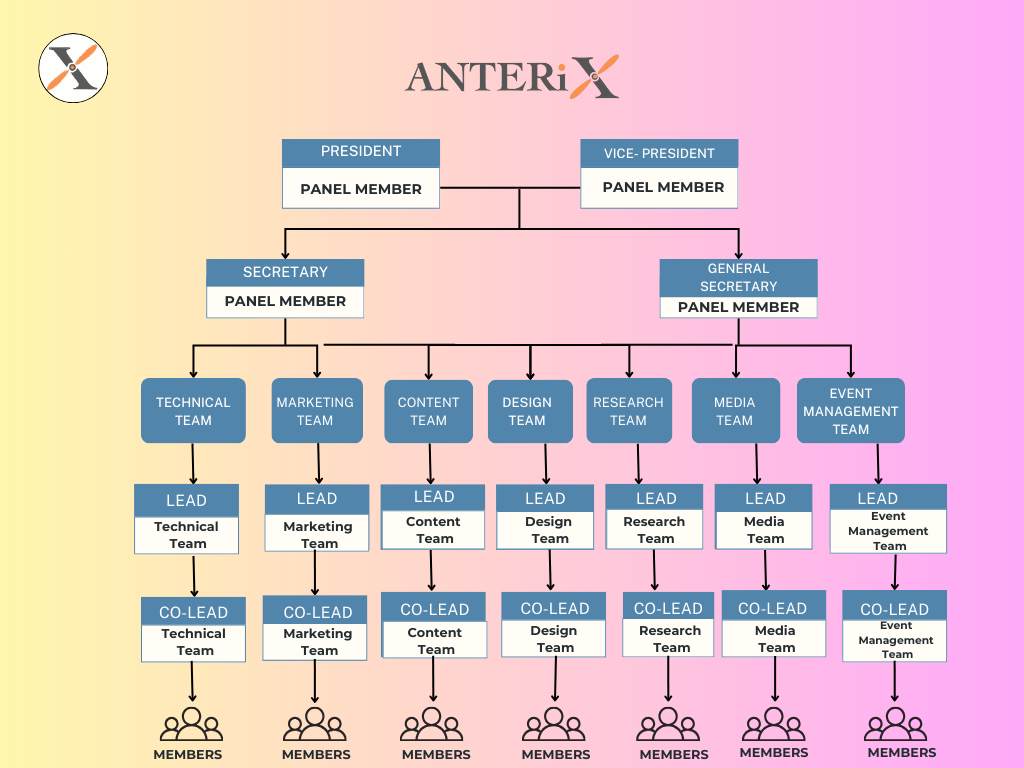 X
ANTERiX
PRESIDENT
PANEL MEMBER
VICE- PRESIDENT
PANEL MEMBER
SECRETARY
PANEL MEMBER
GENERAL
SECRETARY
PANEL MEMBER
TECHNICAL
TEAM
MARKETING
TEAM
CONTENT
TEAM
DESIGN
TEAM
RESEARCH
TEAM
MEDIA
TEAM
EVENT
MANAGEMENT
TEAM
LEAD
Technical
Team
LEAD
Marketing
Team
LEAD
Content
Team
LEAD
Design
Team
LEAD
Research
Team
LEAD
Media
Team
LEAD
Event
Management
Team
CO-LEAD
Technical
Team
CO-LEAD
Marketing
Team
CO-LEAD
Content
Team
CO-LEAD
Design
Team
CO-LEAD
Research
Team
CO-LEAD
Media
Team
CO-LEAD
Event
Management
Team
MEMBERS
MEMBERS
MEMBERS
MEMBERS
MEMBERS
MEMBERS
MEMBERS